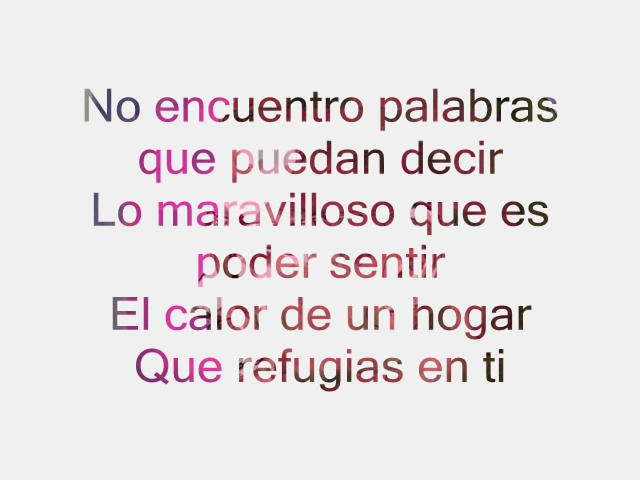 No encuentro palabras
que puedan decir
Lo maravilloso que es
poder sentir
El calor de un hogar
Que refugias en ti